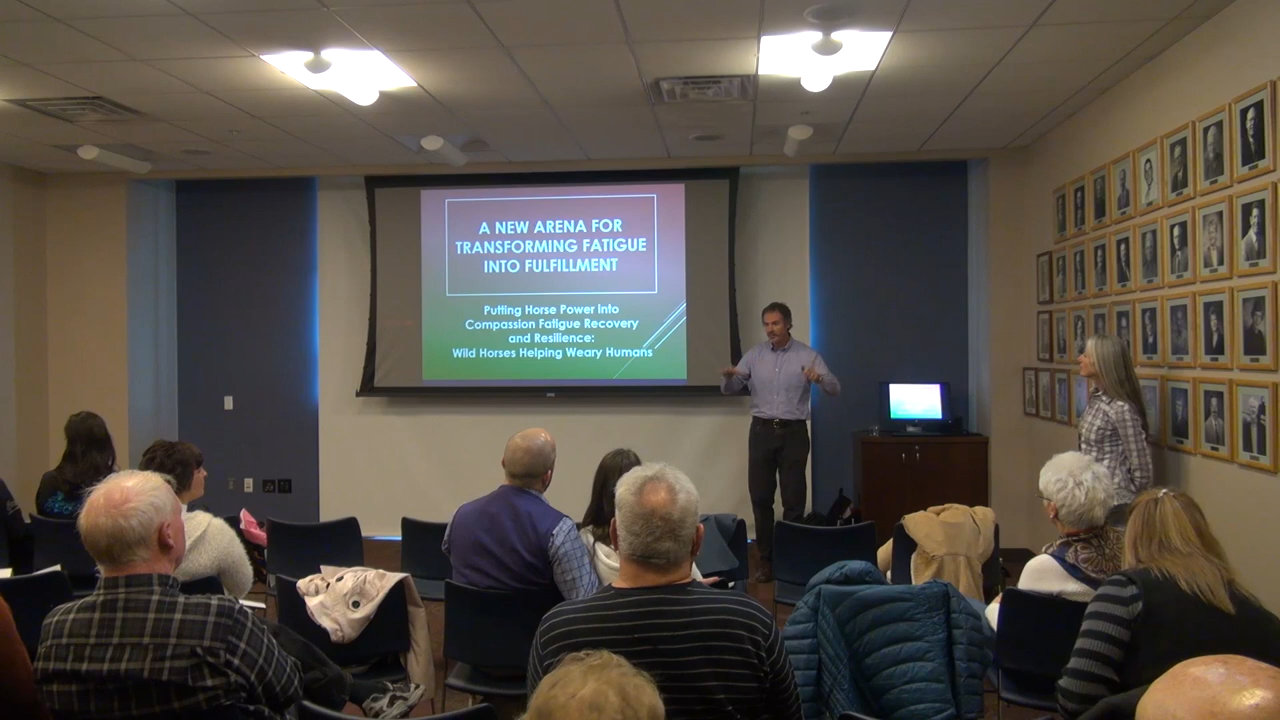 A NEW ARENA FOR
TRANSFORMING FATIGUE
INTO FULFILLMENT
Putting Horse Power Into
Compassion Fatigue Recovery
and Resilience:
Wild Horses Helping Weary Humans